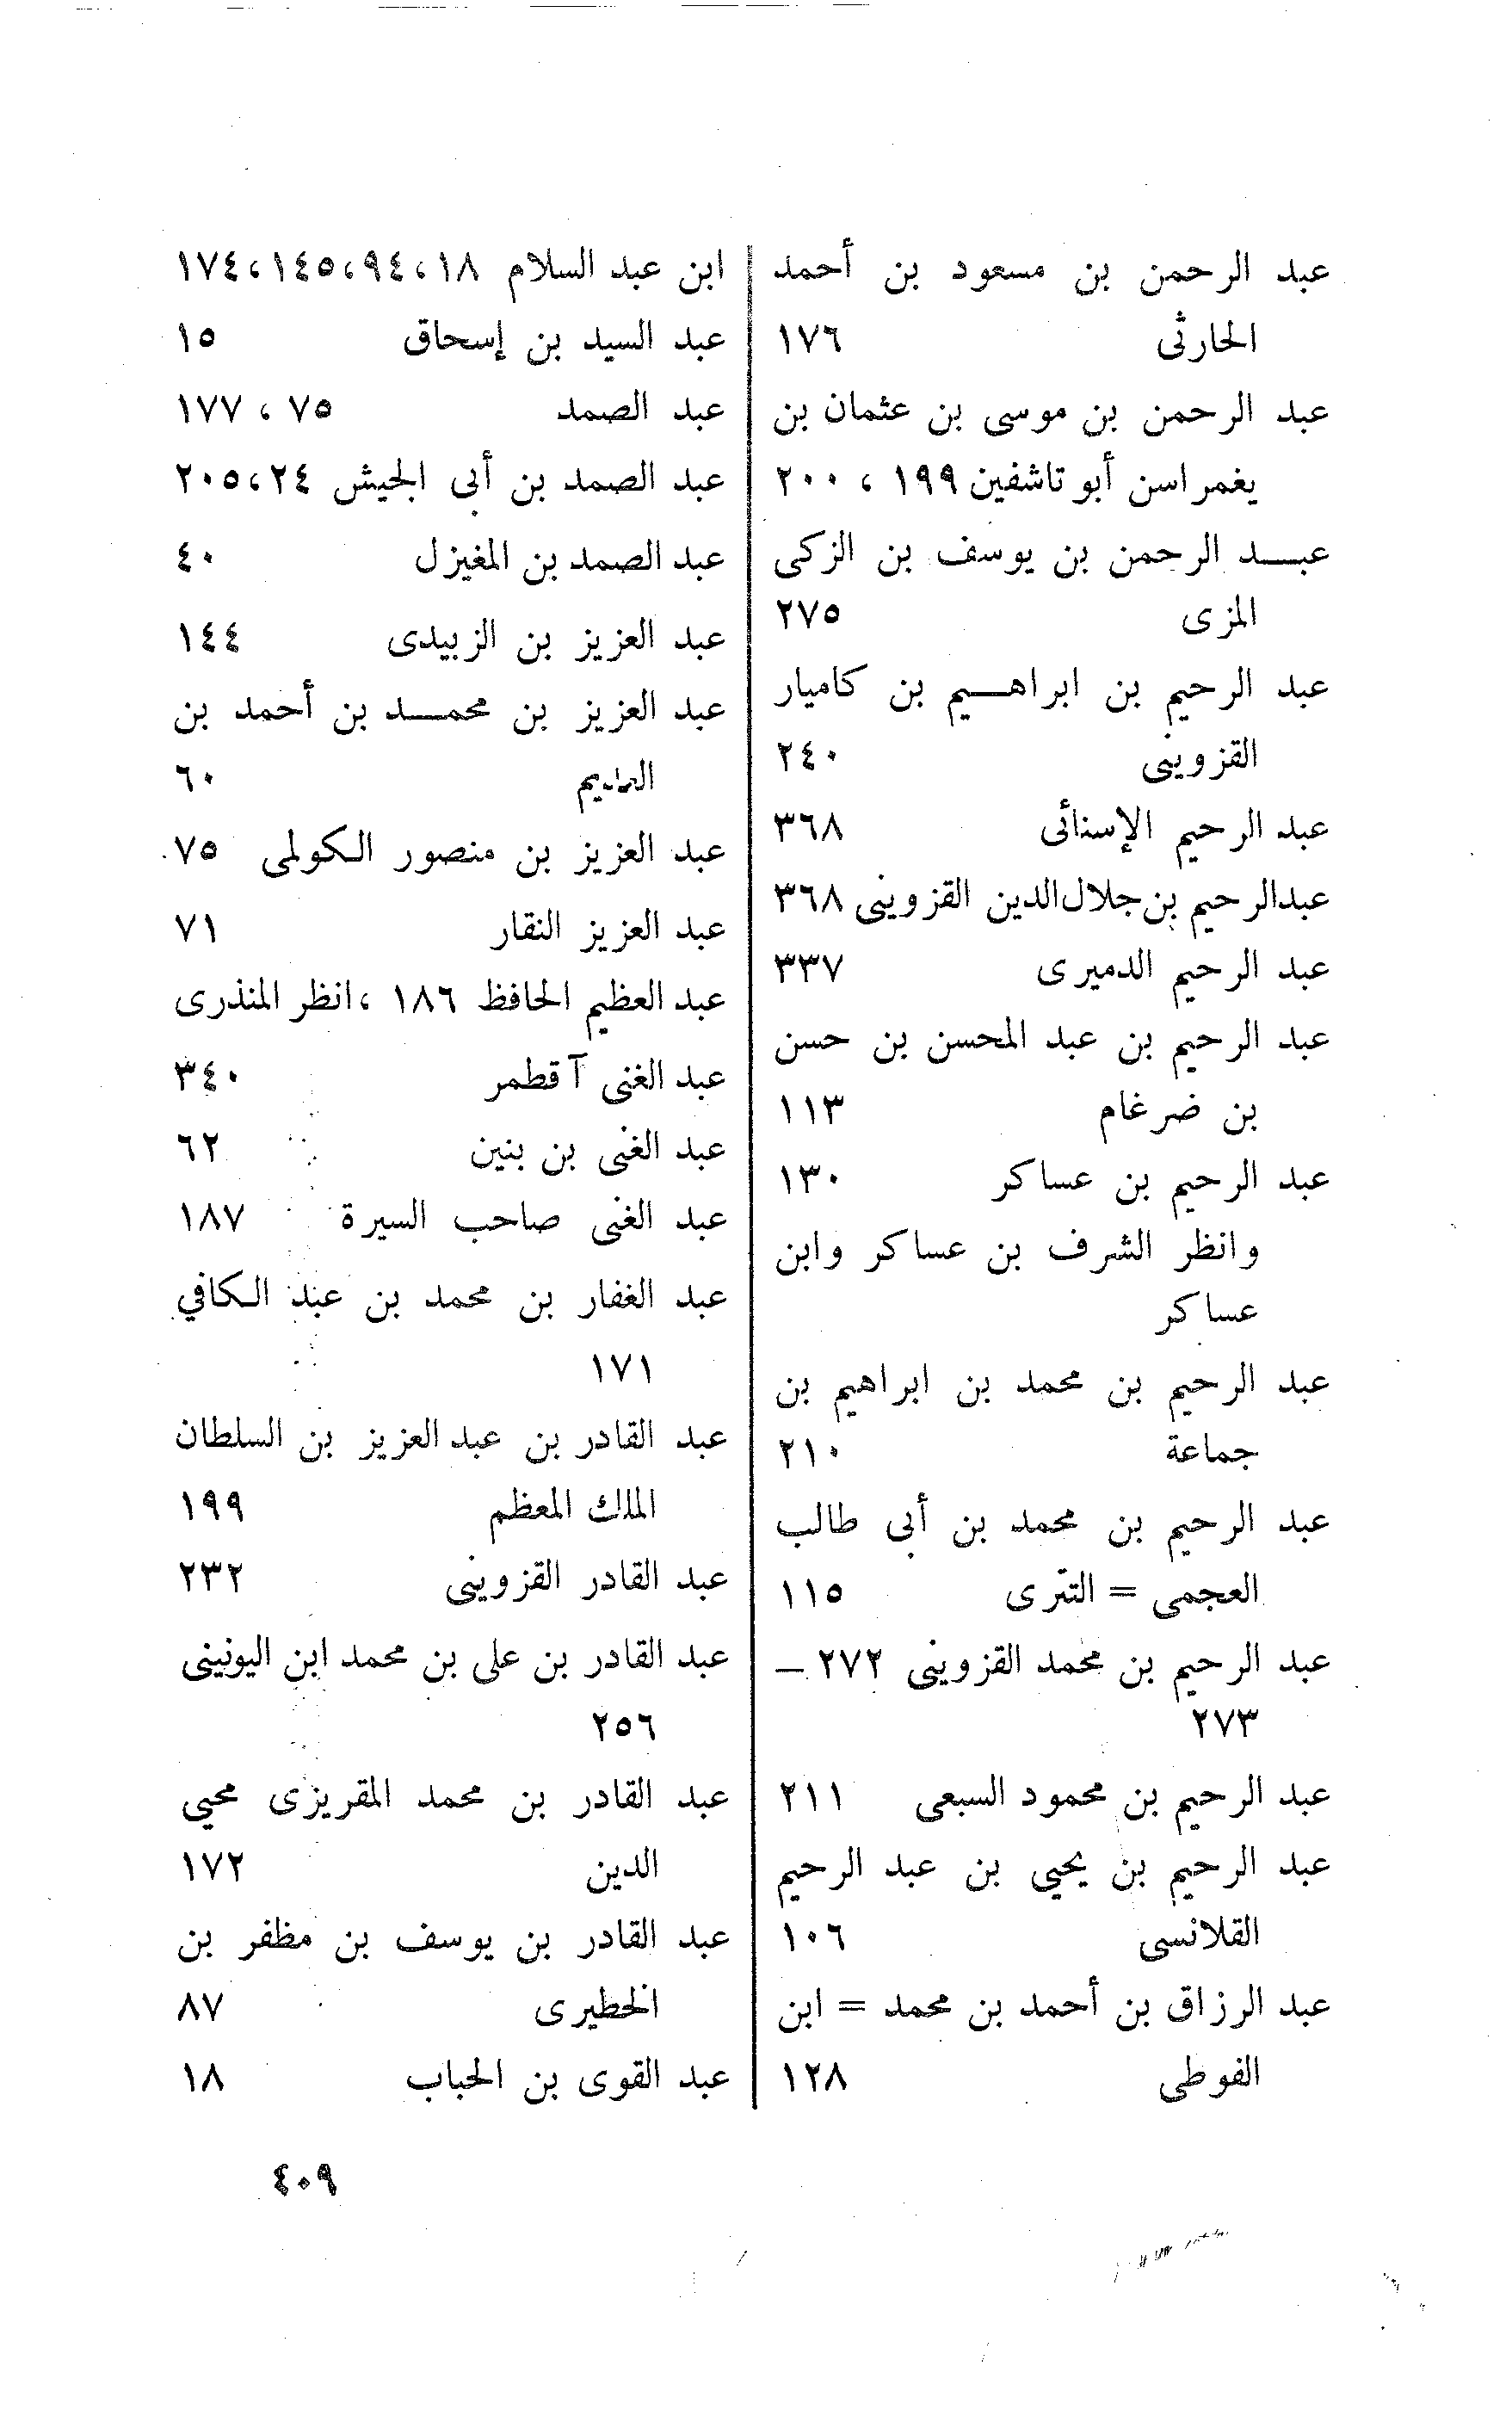 عبد الرحمن بن مسعود بن أحمد
الحارثى ١٧٦
عبد الرحمن بن موسى بن عثمان بن
يغمراسن أبو تاشفين ١٩٩ ، ٢٠٠
عبد الرحمن بن يوسف بن الزكى
المزى ٢٧٥
عبد الرحيم بن ابراهيم بن كاميار
القزوينى ٢٤٠
عبد الرحيم الإسنائى ٣٦٨
عبد الرحيم بن جلال الدين القزوينى ٣٦٨
عبد الرحيم الدميرى ٣٣٧
عبد الرحيم بن عبد المحسن بن حسن
بن ضرغام ١١٣
عبد الرحيم بن عساكر ١٣٠
وانظر الشرف بن عساكر وابن
عساكر
عبد الرحيم بن محمد بن ابراهيم بن
جماعة ٢١٠
عبد الرحيم بن محمد بن أبى طالب
العجمى = التترى ١١٥
عبد الرحيم بن محمد القزوينى ٢٧٢ –
٢٧٣
عبد الرحيم بن محمود السبعى ٢١١
عبد الرحيم بن يحيى بن عبد الرحيم
القلانسى ١٠٦
عبد الرزاق بن أحمد بن محمد = ابن
الفوطى ١٢٨
ابن عبد السلام ١٨ ، ٩٤ ، ١٤٥ ، ١٧٤
عبد السيد بن إسحاق ١٥
عبد الصمد ٧٥ ، ١٧٧
عبد الصمد بن أبى الجيش ٢٤ ، ٢٠٥
عبد الصمد بن المغيزل ٤٠
عبد العزيز بن الزبيدى ١٤٤
عبد العزيز بن محمد بن أحمد بن
العديم ٦٠
عبد العزيز بن منصور الكولمى ٧٥
عبد العزيز النقار ٧١
عبد العظيم الحافظ ١٨٦ ، انظر المنذرى
عبد الغنى آقطمر ٣٤٠
عبد الغنى بن بنين ٦٢
عبد الغنى صاحب السيرة ١٨٧
عبد الغفار بن محمد بن عبد الكافي
١٧١
عبد القادر بن عبد العزيز بن السلطان
الملك المعظم ١٩٩
عبد القادر القزوينى ٢٣٢
عبد القادر بن على بن محمد ابن اليونينى
٢٥٦
عبد القادر بن محمد المقريزى محيي
الدين ١٧٢
عبد القادر بن يوسف بن مظفر بن
الخطيرى ٨٧
عبد القوى بن الحباب ١٨
٤٠٩